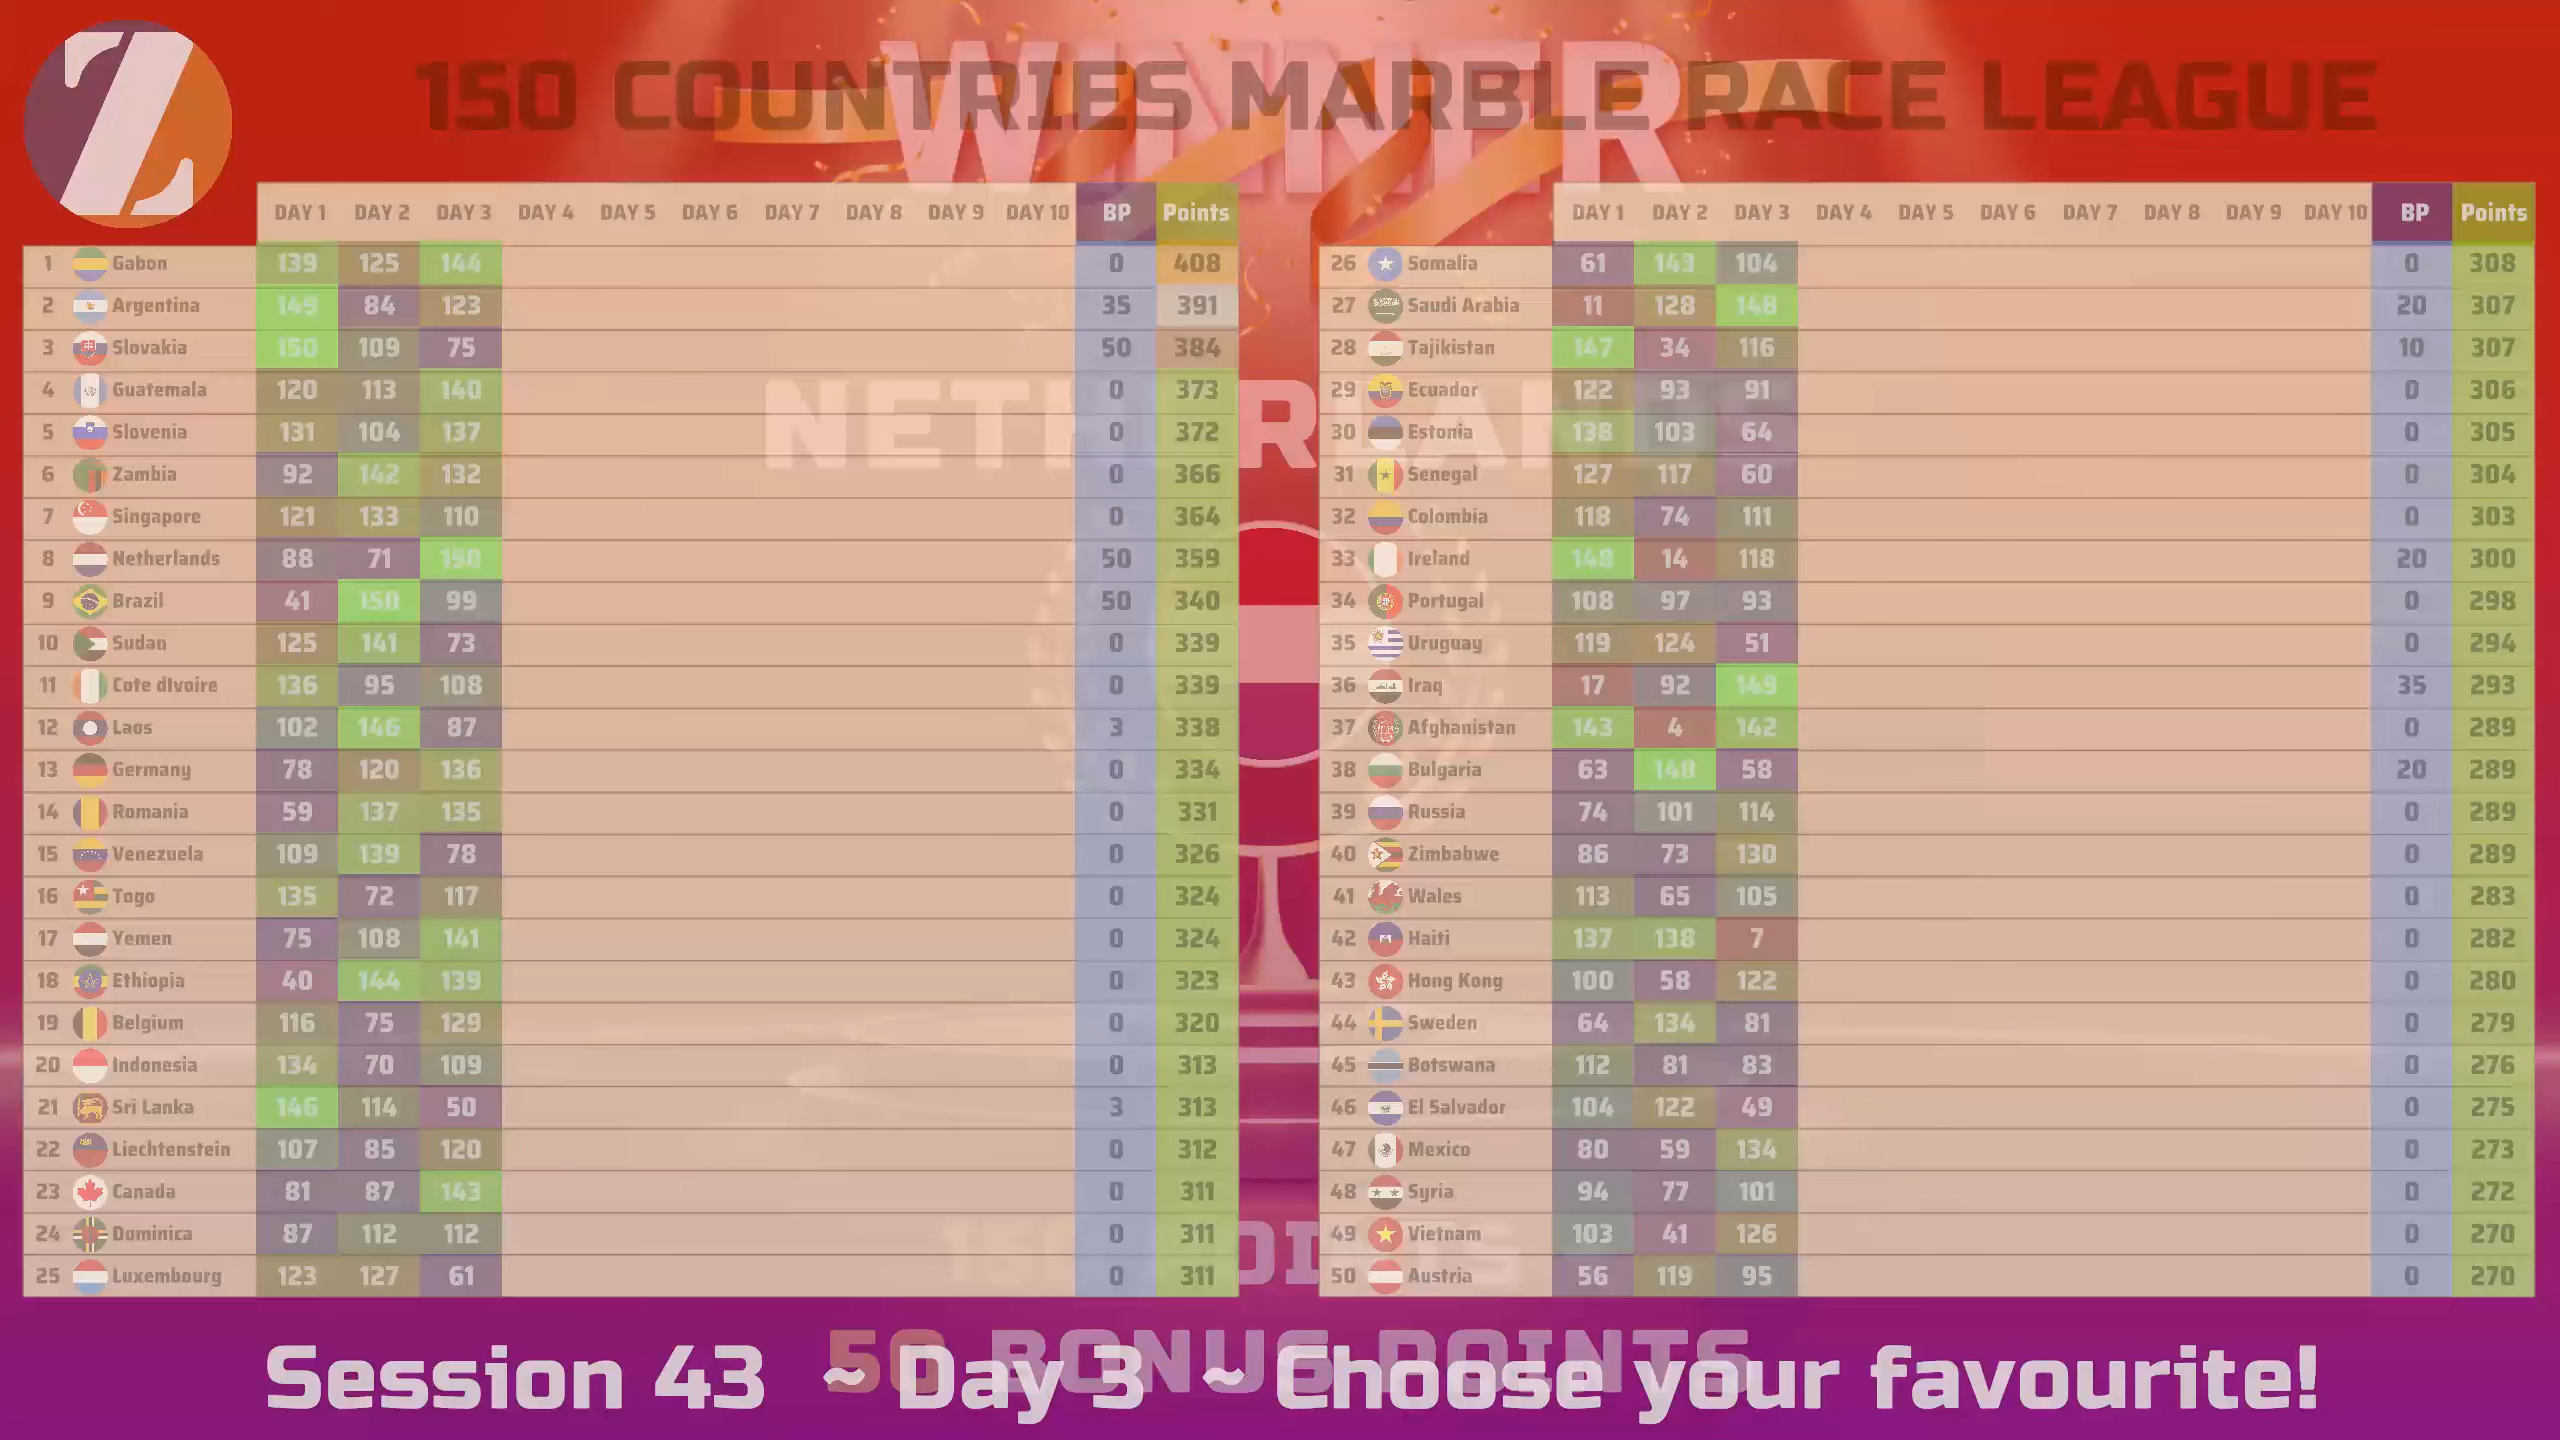 WINNER
150 COUNTRIES MARBLE RACE LEAGUE
DAY 1 DAY 2 DAY 3 DAY 4 DAY 5 DAY 6 DAY 7 DAY 8 DAY 9 DAY 10 BP Points
1 Gabon 139 125 144 0 408
2 Argentina 149 84 123 35 391
3 Slovakia 150 109 75 50 384
4 Guatemala 120 113 140 0 373
5 Slovenia 131 104 137 0 372
6 Zambia 92 142 132 0 366
7 Singapore 121 133 110 0 364
8 Netherlands 88 71 150 50 359
9 Brazil 41 150 99 50 340
10 Sudan 125 141 73 0 339
11 Cote dIvoire 136 95 108 0 339
12 Laos 102 146 87 3 338
13 Germany 78 120 136 0 334
14 Romania 59 137 135 0 331
15 Venezuela 109 139 78 0 326
16 Togo 135 72 117 0 324
17 Yemen 75 108 141 0 324
18 Ethiopia 40 144 139 0 323
19 Belgium 116 75 129 0 320
20 Indonesia 134 70 109 0 313
21 Sri Lanka 146 114 50 3 313
22 Liechtenstein 107 85 120 0 312
23 Canada 81 87 143 0 311
24 Dominica 87 112 112 0 311
25 Luxembourg 123 127 61 0 311
DAY 1 DAY 2 DAY 3 DAY 4 DAY 5 DAY 6 DAY 7 DAY 8 DAY 9 DAY 10 BP Points
26 Somalia 61 143 104 0 308
27 Saudi Arabia 11 128 148 20 307
28 Tajikistan 147 34 116 10 307
29 Ecuador 122 93 91 0 306
30 Estonia 138 103 64 0 305
31 Senegal 127 117 60 0 304
32 Colombia 118 74 111 0 303
33 Ireland 148 14 118 20 300
34 Portugal 108 97 93 0 298
35 Uruguay 119 124 51 0 294
36 Iraq 17 92 149 35 293
37 Afghanistan 143 4 142 0 289
38 Bulgaria 63 148 58 20 289
39 Russia 74 101 114 0 289
40 Zimbabwe 86 73 130 0 289
41 Wales 113 65 105 0 283
42 Haiti 137 138 7 0 282
43 Hong Kong 100 58 122 0 280
44 Sweden 64 134 81 0 279
45 Botswana 112 81 83 0 276
46 El Salvador 104 122 49 0 275
47 Mexico 80 59 134 0 273
48 Syria 94 77 101 0 272
49 Vietnam 103 41 126 0 270
50 Austria 56 119 95 0 270
50 BONUS POINTS
Session 43 ~ Day 3 ~ Choose your favourite!